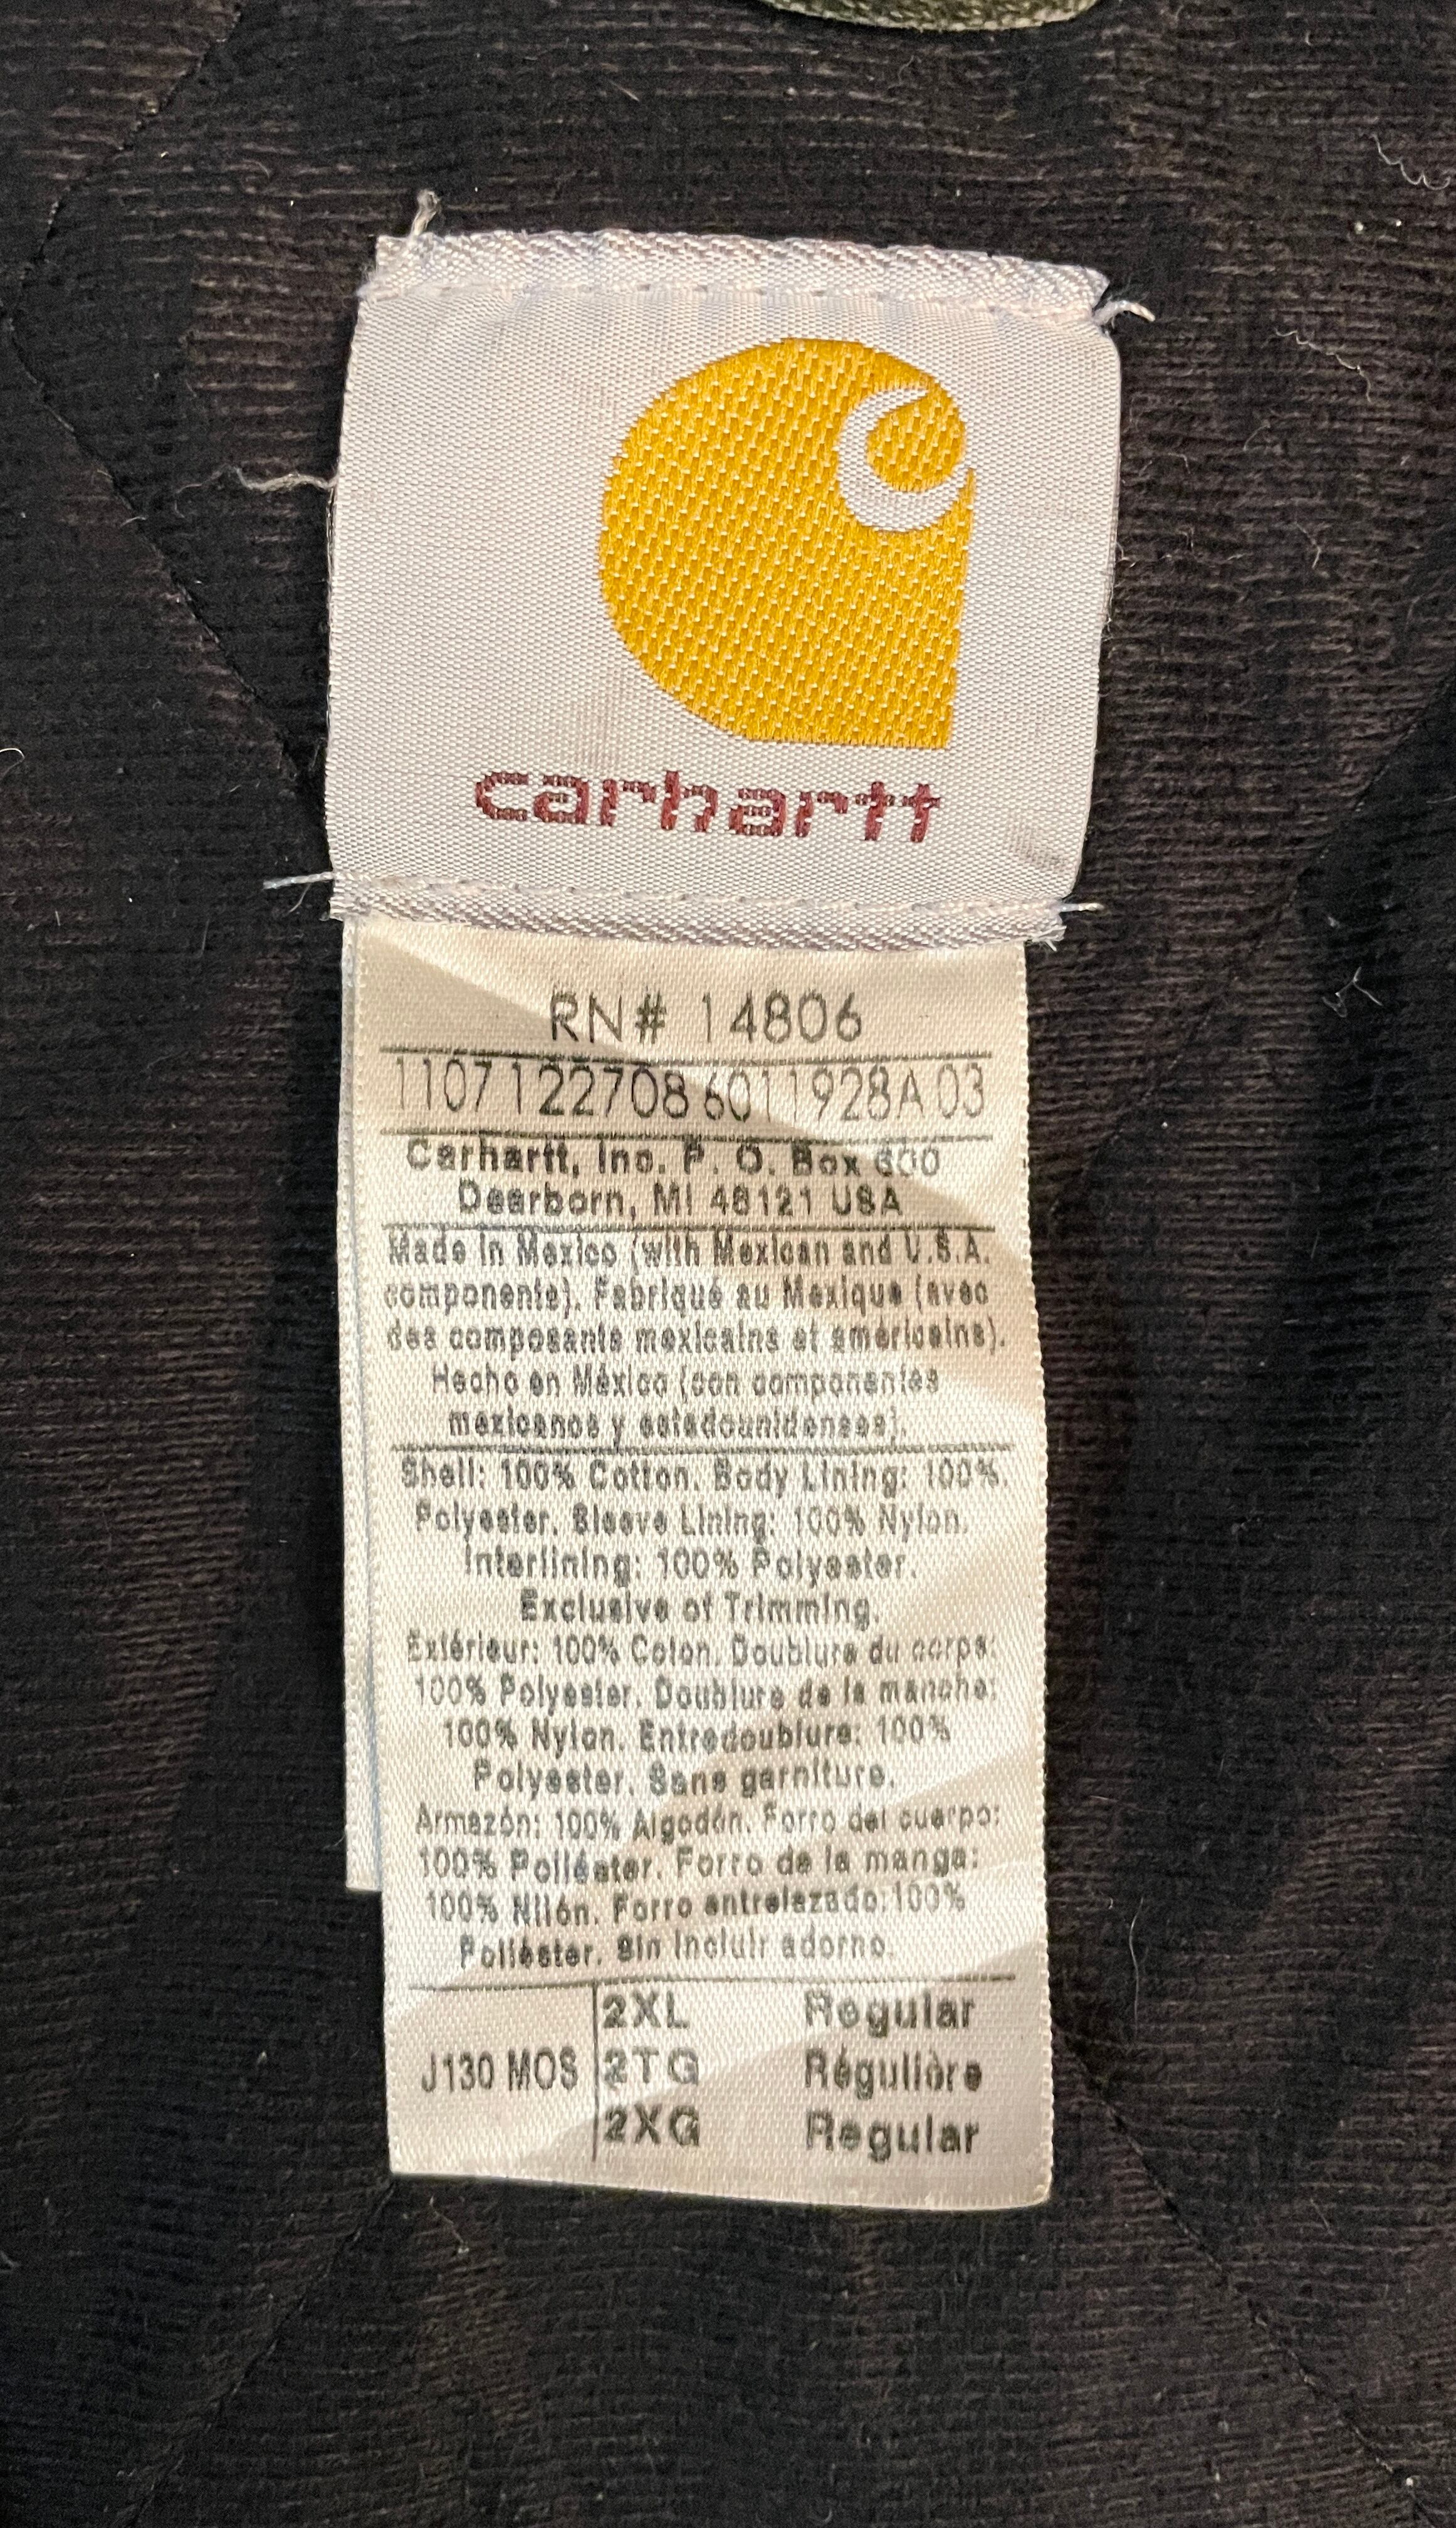 carhartt
RN# 14806
1107122708601 1928A 03
Carhartt, Inc. P. O. Box 600
Dearborn, MI 48121 USA
Made in Mexico (with Mexican and U.S.A.
components). Fabriqué au Mexique (avec
des composants mexicains et américains).
Hecho en México (con componentes
mexicanos y estadounidenses).
Shell: 100% Cotton. Body Lining: 100%
Polyester. Sleeve Lining: 100% Nylon.
Interlining: 100% Polyester.
Exclusive of Trimming.
Extérieur: 100% Coton. Doublure du corps:
100% Polyester. Doublure de la manche:
100% Nylon. Entredoublure: 100%
Polyester. Sans garniture.
Armazón: 100% Algodón. Forro del cuerpo:
100% Poliéster. Forro de la manga:
100% Nilón. Forro entrelazado:100%
Poliéster. Sin incluir adorno.
2XL Regular
J130 MOS 2TG Régulière
2XG Regular